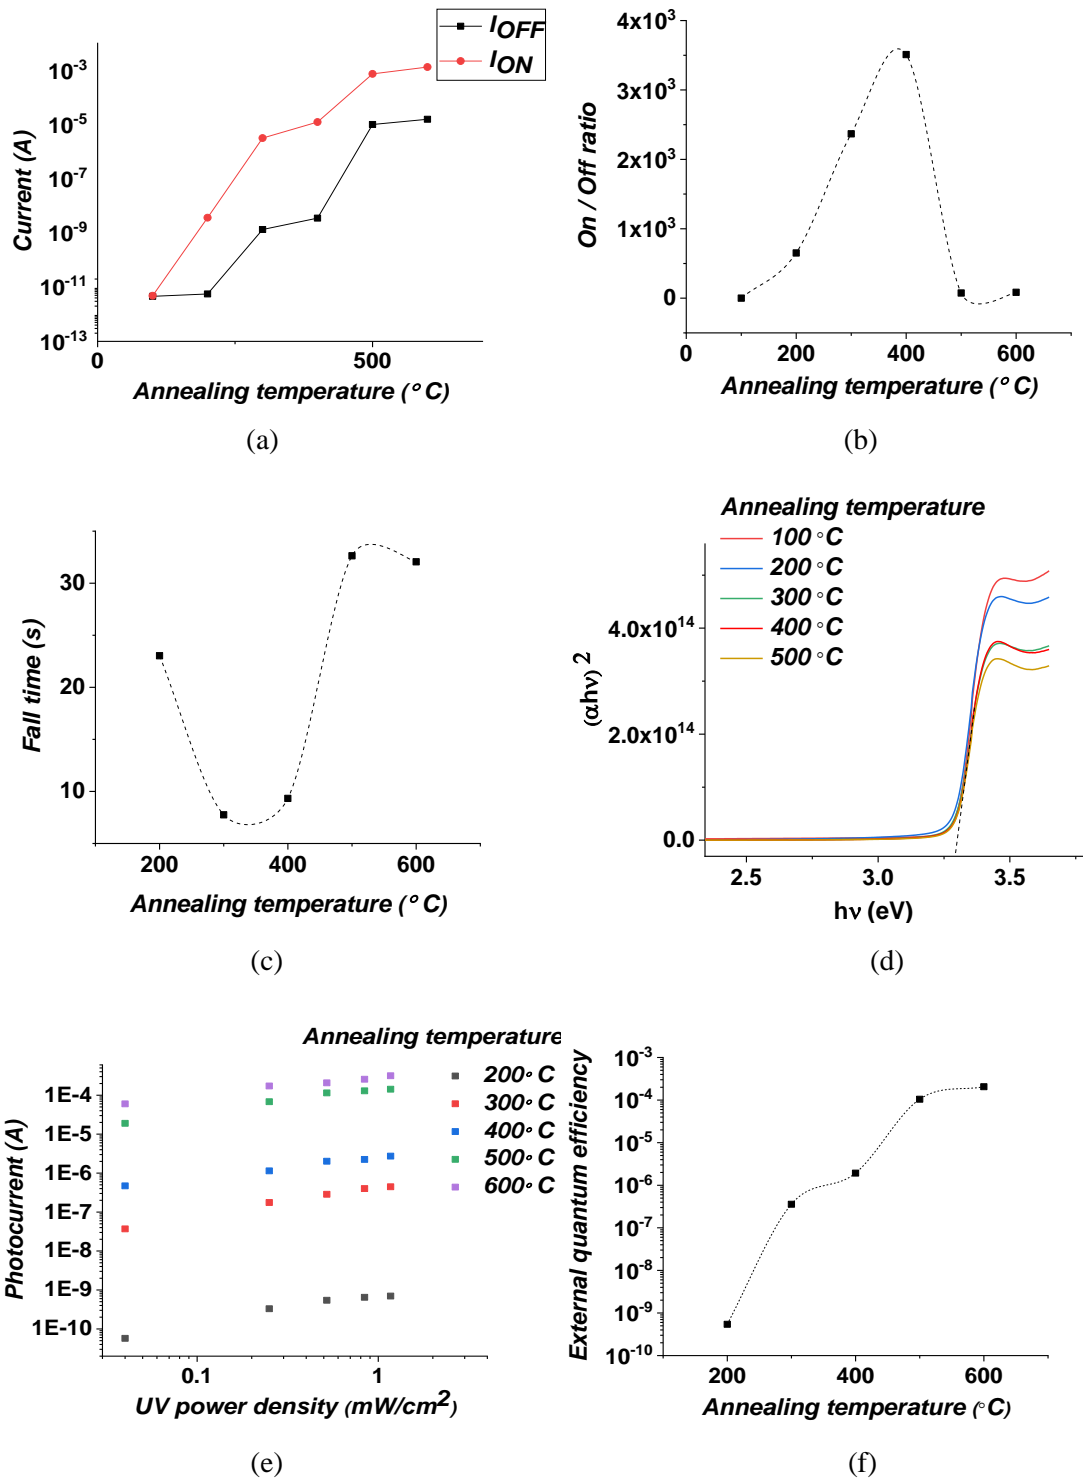 I_OFF
I_ON
10^-3
10^-5
10^-7
10^-9
10^-11
10^-13
Current (A)
0 500
Annealing temperature (° C)
(a)
4x10^3
3x10^3
2x10^3
1x10^3
0
On / Off ratio
0 200 400 600
Annealing temperature (° C)
(b)
30
20
10
Fall time (s)
200 400 600
Annealing temperature (° C)
(c)
Annealing temperature
100 °C
200 °C
300 °C
400 °C
500 °C
4.0x10^14
2.0x10^14
0.0
(αhν)^2
2.5 3.0 3.5
hν (eV)
(d)
Annealing temperature
200° C
300° C
400° C
500° C
600° C
1E-4
1E-5
1E-6
1E-7
1E-8
1E-9
1E-10
Photocurrent (A)
0.1 1
UV power density (mW/cm^2)
(e)
10^-3
10^-4
10^-5
10^-6
10^-7
10^-8
10^-9
10^-10
External quantum efficiency
200 400 600
Annealing temperature (°C)
(f)